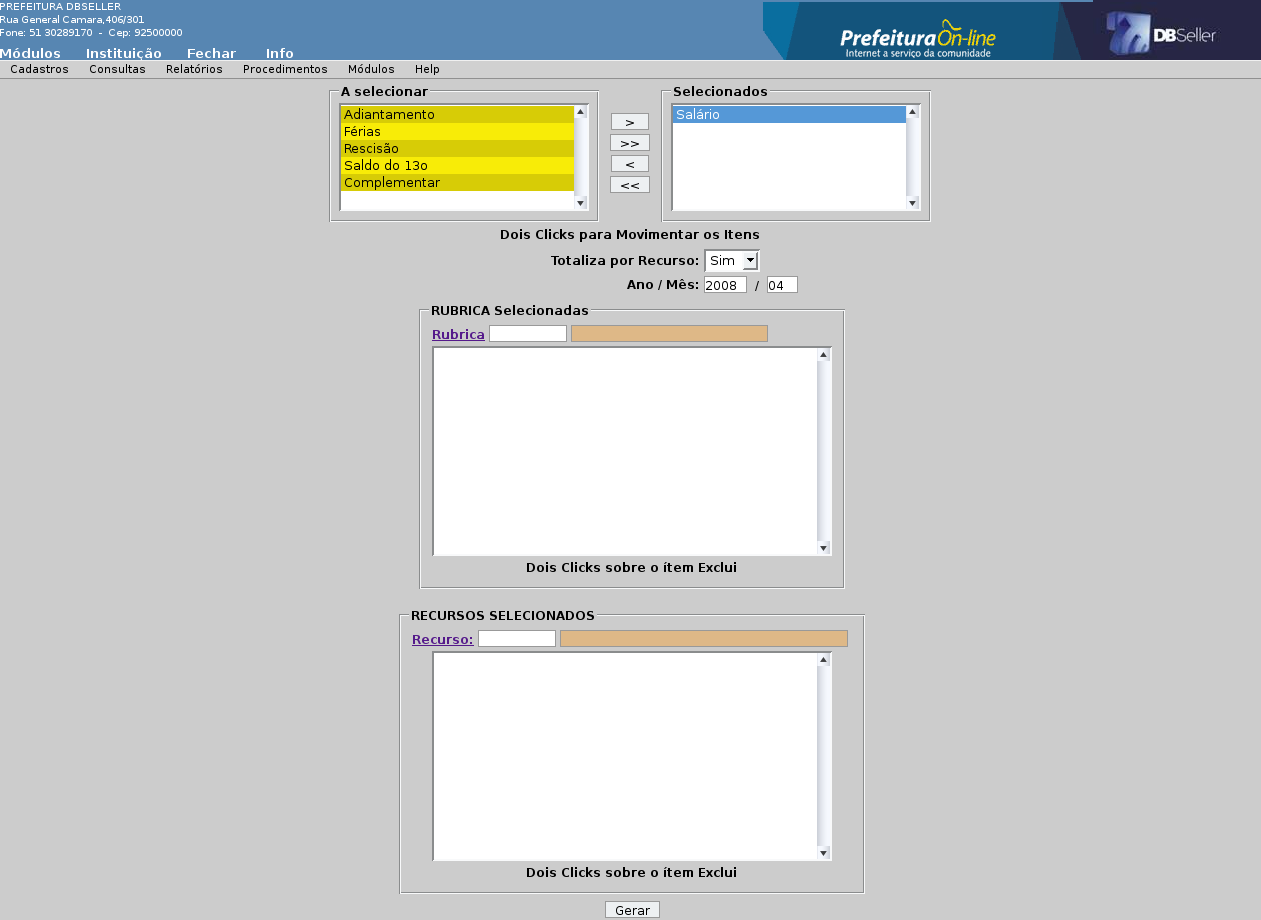 PREFEITURA DBSELLER
Rua General Camara,406/301
Fone: 51 30289170 - Cep: 92500000
Módulos Instituição Fechar Info
PrefeituraOn-line
Internet a serviço da comunidade
DBSeller
Cadastros Consultas Relatórios Procedimentos Módulos Help
A selecionar
Adiantamento
Férias
Rescisão
Saldo do 13o
Complementar
>
>>
<
<<
Selecionados
Salário
Dois Clicks para Movimentar os Itens
Totaliza por Recurso: Sim
Ano / Mês: 2008 / 04
RUBRICA Selecionadas
Rubrica
Dois Clicks sobre o ítem Exclui
RECURSOS SELECIONADOS
Recurso:
Dois Clicks sobre o ítem Exclui
Gerar